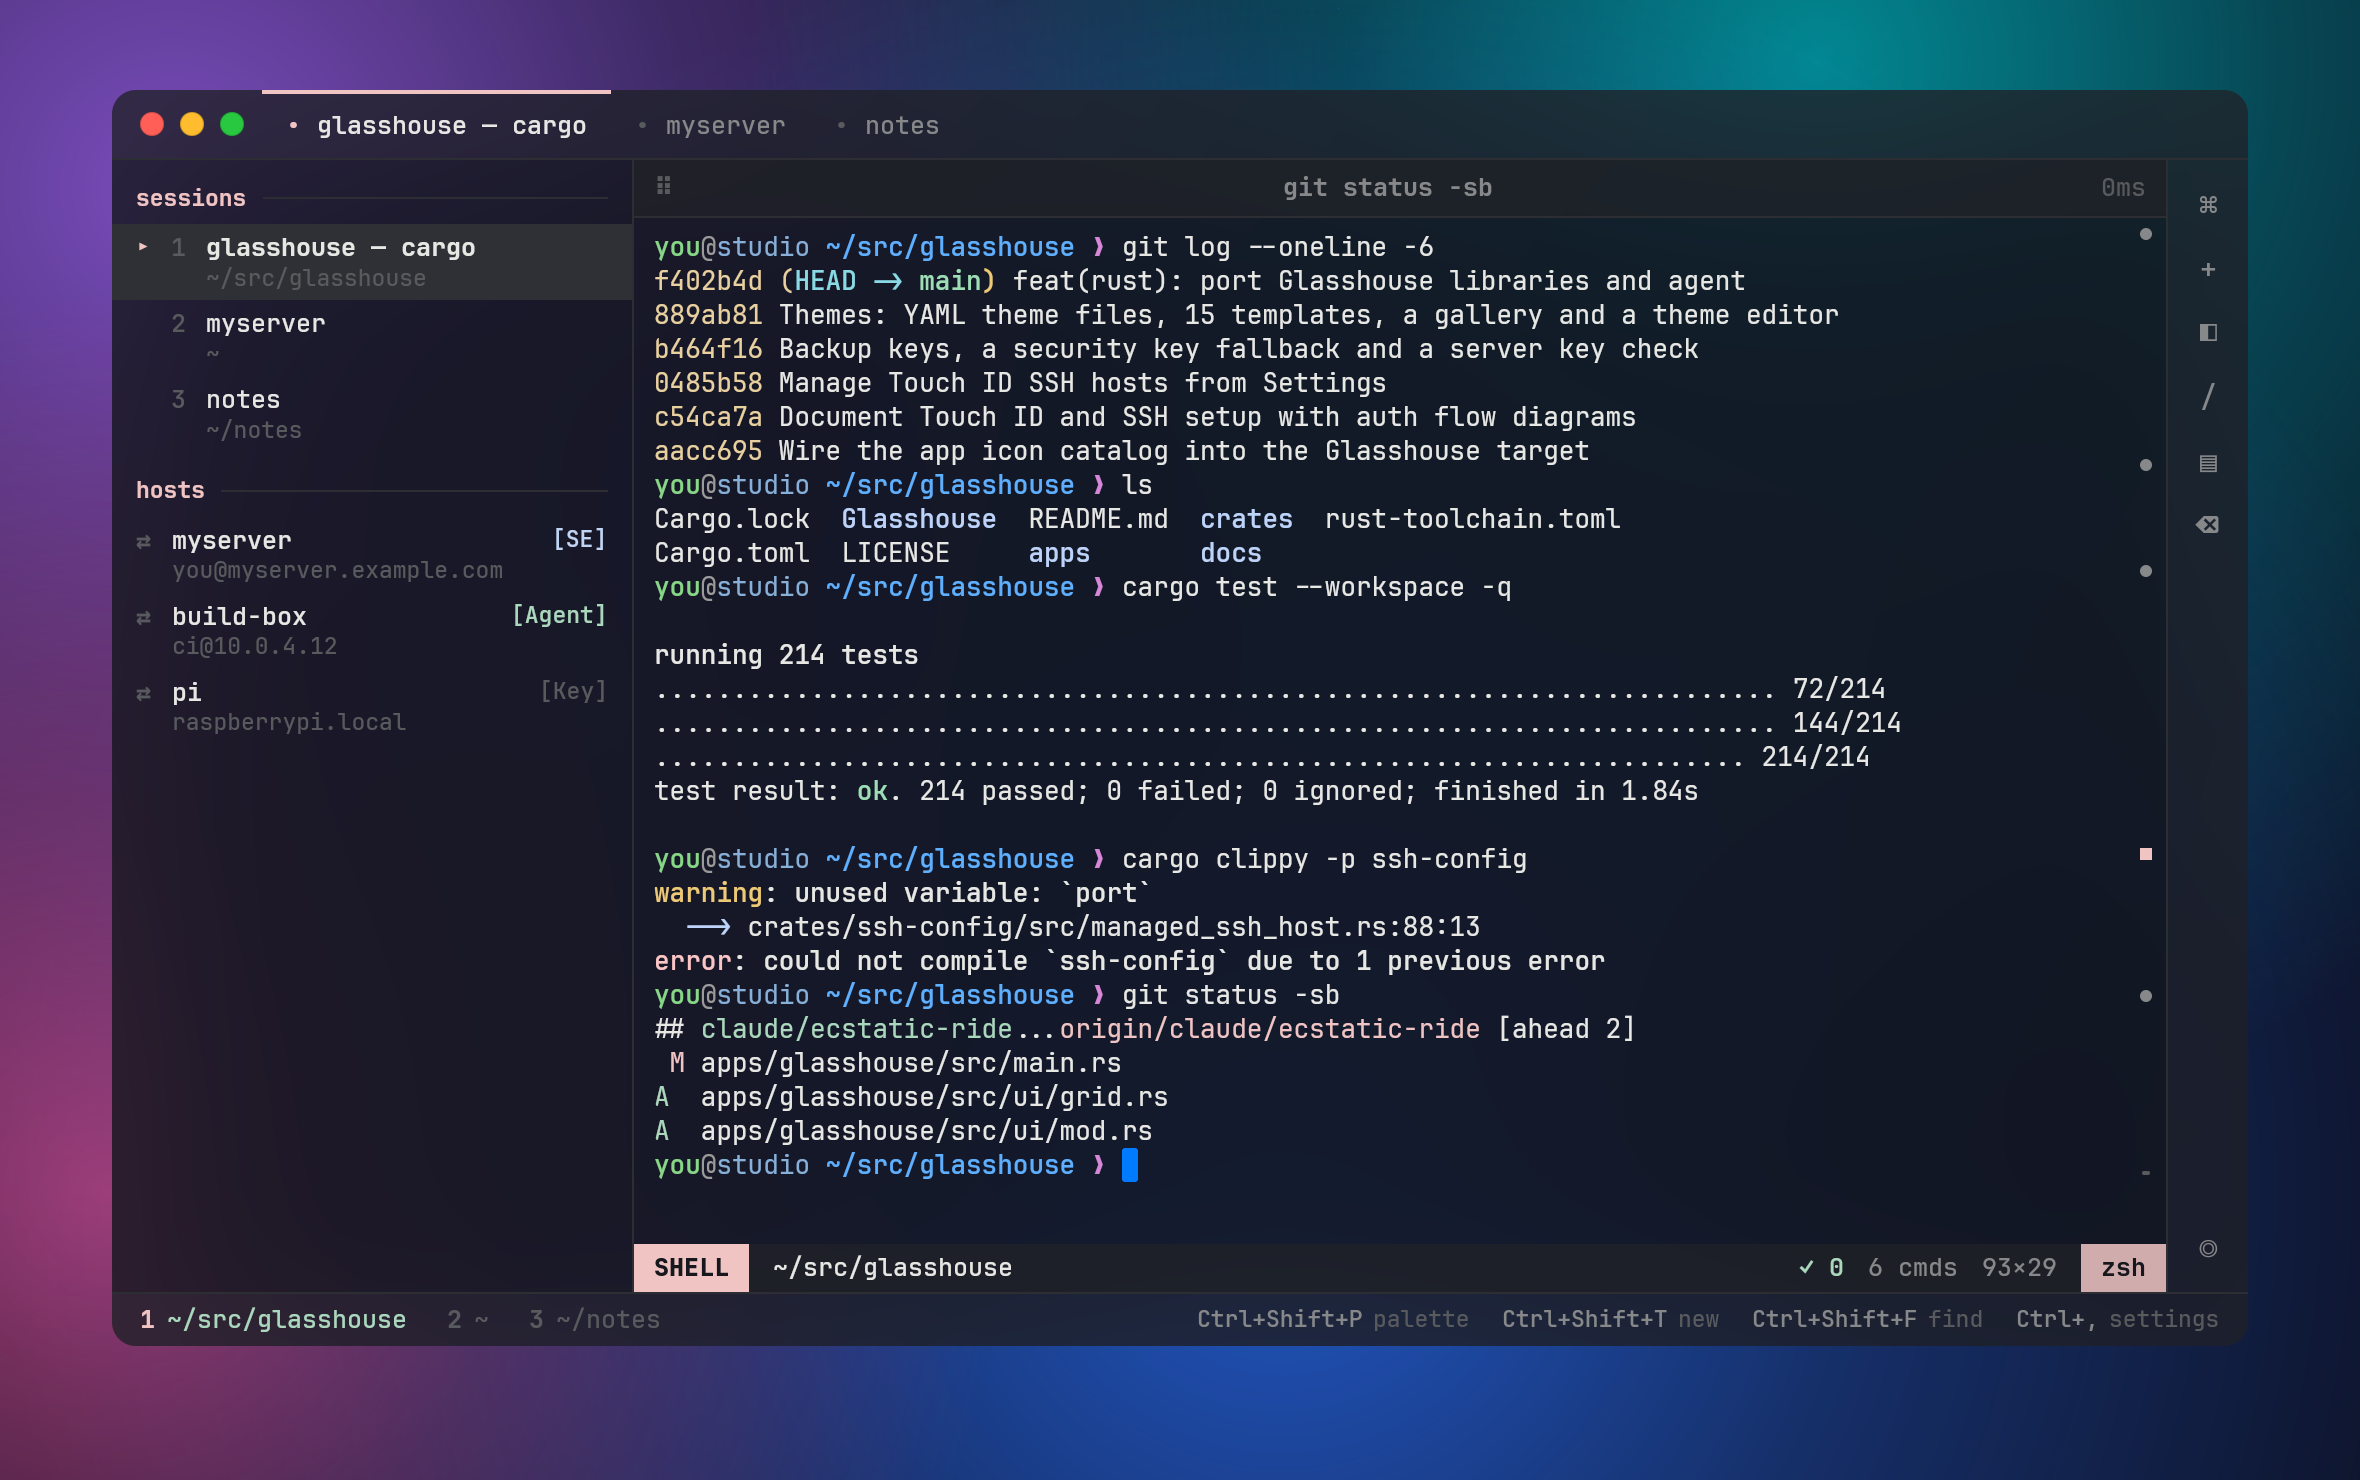 • glasshouse — cargo • myserver • notes
sessions
▸ 1 glasshouse — cargo
~/src/glasshouse
2 myserver
~
3 notes
~/notes
hosts
⇄ myserver [SE]
you@myserver.example.com
⇄ build-box [Agent]
ci@10.0.4.12
⇄ pi [Key]
raspberrypi.local
git status -sb 0ms
you@studio ~/src/glasshouse ❱ git log --oneline -6
f402b4d (HEAD -> main) feat(rust): port Glasshouse libraries and agent
889ab81 Themes: YAML theme files, 15 templates, a gallery and a theme editor
b464f16 Backup keys, a security key fallback and a server key check
0485b58 Manage Touch ID SSH hosts from Settings
c54ca7a Document Touch ID and SSH setup with auth flow diagrams
aacc695 Wire the app icon catalog into the Glasshouse target
you@studio ~/src/glasshouse ❱ ls
Cargo.lock  Glasshouse  README.md  crates  rust-toolchain.toml
Cargo.toml  LICENSE     apps       docs
you@studio ~/src/glasshouse ❱ cargo test --workspace -q
running 214 tests
........................................................................ 72/214
........................................................................ 144/214
...................................................................... 214/214
test result: ok. 214 passed; 0 failed; 0 ignored; finished in 1.84s
you@studio ~/src/glasshouse ❱ cargo clippy -p ssh-config
warning: unused variable: `port`
  --> crates/ssh-config/src/managed_ssh_host.rs:88:13
error: could not compile `ssh-config` due to 1 previous error
you@studio ~/src/glasshouse ❱ git status -sb
## claude/ecstatic-ride...origin/claude/ecstatic-ride [ahead 2]
 M apps/glasshouse/src/main.rs
A  apps/glasshouse/src/ui/grid.rs
A  apps/glasshouse/src/ui/mod.rs
you@studio ~/src/glasshouse ❱
SHELL ~/src/glasshouse ✓ 0 6 cmds 93×29 zsh
1 ~/src/glasshouse 2 ~ 3 ~/notes Ctrl+Shift+P palette Ctrl+Shift+T new Ctrl+Shift+F find Ctrl+, settings